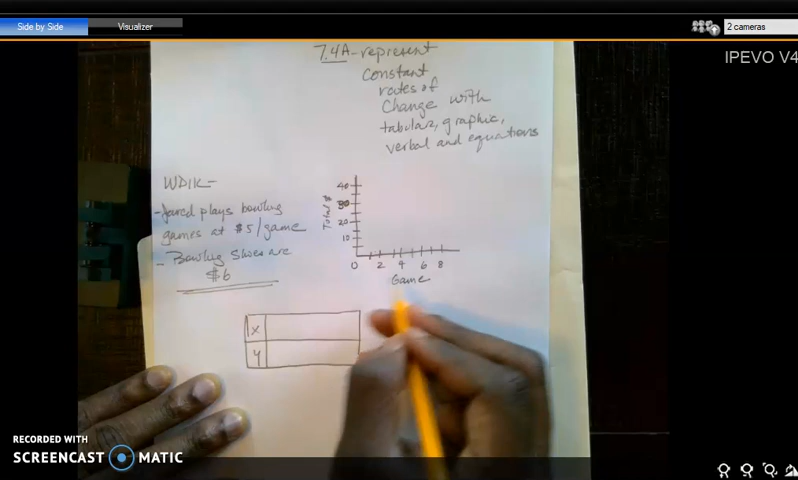 Side by Side
Visualizer
2 cameras
IPEVO V4
7.4A-represent
Constant
rates of
Change with
tabular, graphic,
verbal and equations
WDIK-
-Jared plays bowling
games at $5/game
- Bowling Shoes are
$6
Total $
40
30
20
10
0 2 4 6 8
Game
x
y
RECORDED WITH
SCREENCAST MATIC